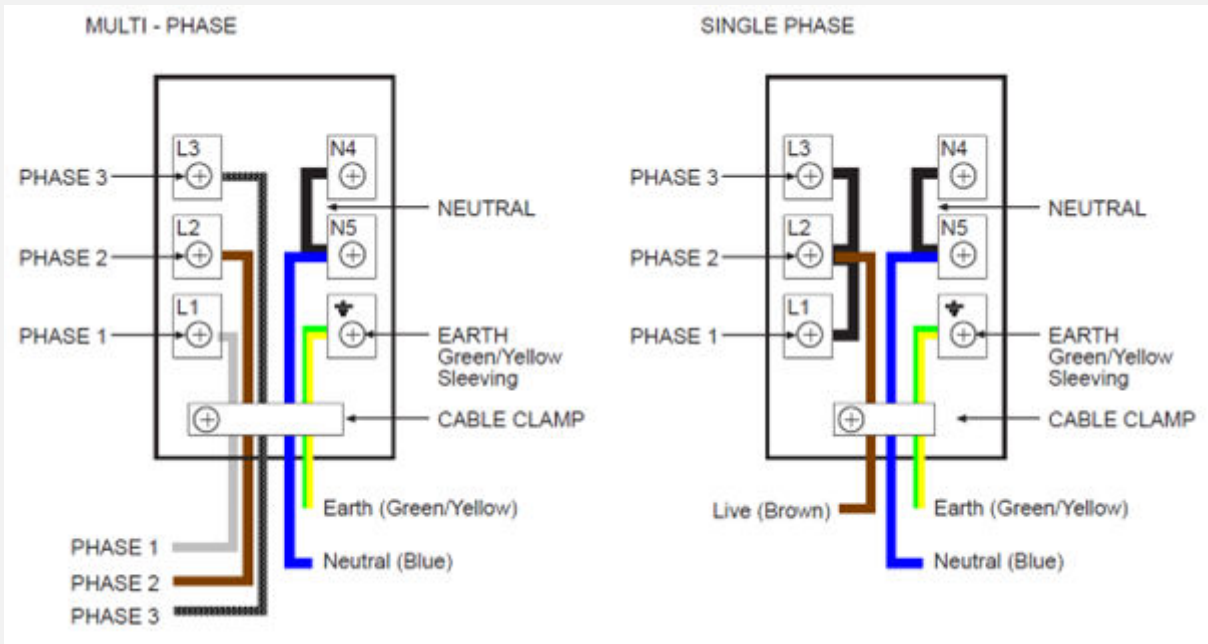 MULTI - PHASE
L3
N4
PHASE 3
NEUTRAL
L2
N5
PHASE 2
L1
PHASE 1
EARTH
Green/Yellow
Sleeving
CABLE CLAMP
Earth (Green/Yellow)
PHASE 1
Neutral (Blue)
PHASE 2
PHASE 3
SINGLE PHASE
L3
N4
PHASE 3
NEUTRAL
L2
N5
PHASE 2
L1
PHASE 1
EARTH
Green/Yellow
Sleeving
CABLE CLAMP
Live (Brown)
Earth (Green/Yellow)
Neutral (Blue)